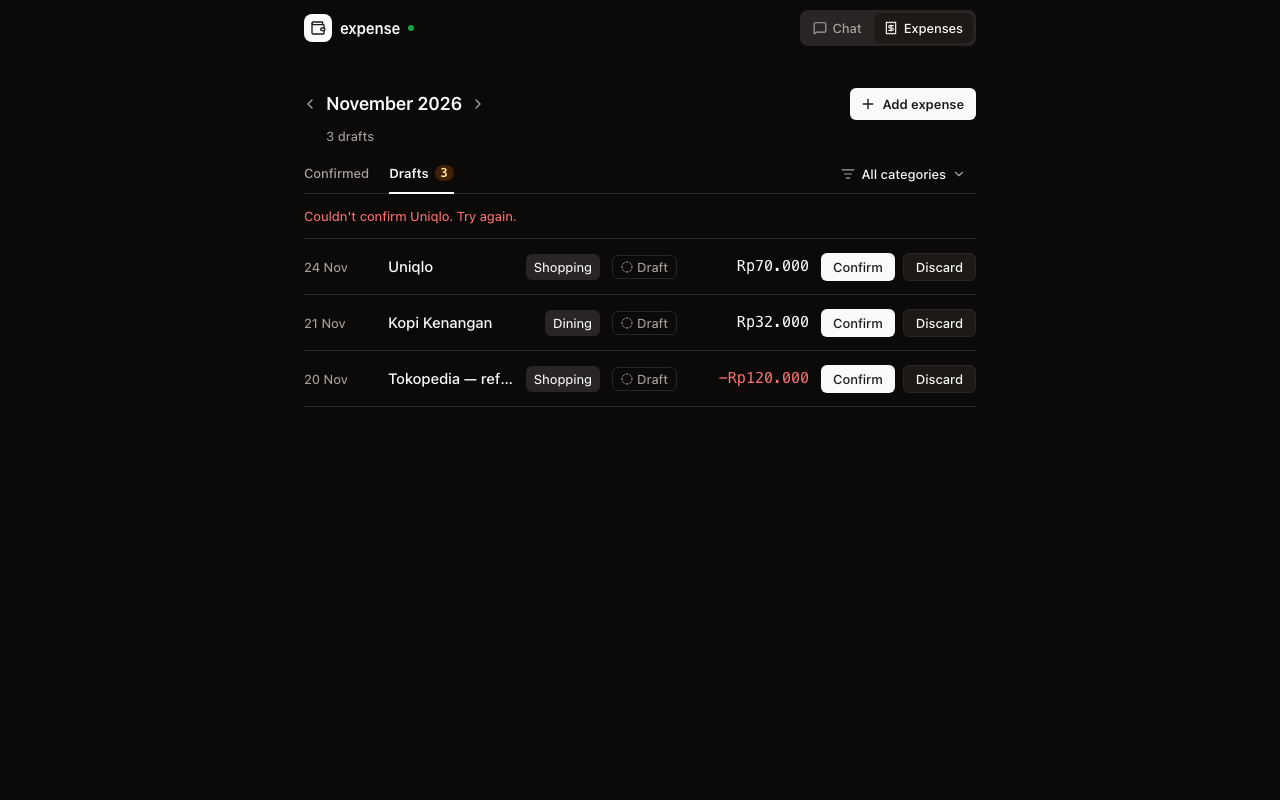 expense
Chat
Expenses
November 2026
Add expense
3 drafts
Confirmed
Drafts 3
All categories
Couldn't confirm Uniqlo. Try again.
24 Nov Uniqlo Shopping Draft Rp70.000 Confirm Discard
21 Nov Kopi Kenangan Dining Draft Rp32.000 Confirm Discard
20 Nov Tokopedia — ref... Shopping Draft −Rp120.000 Confirm Discard